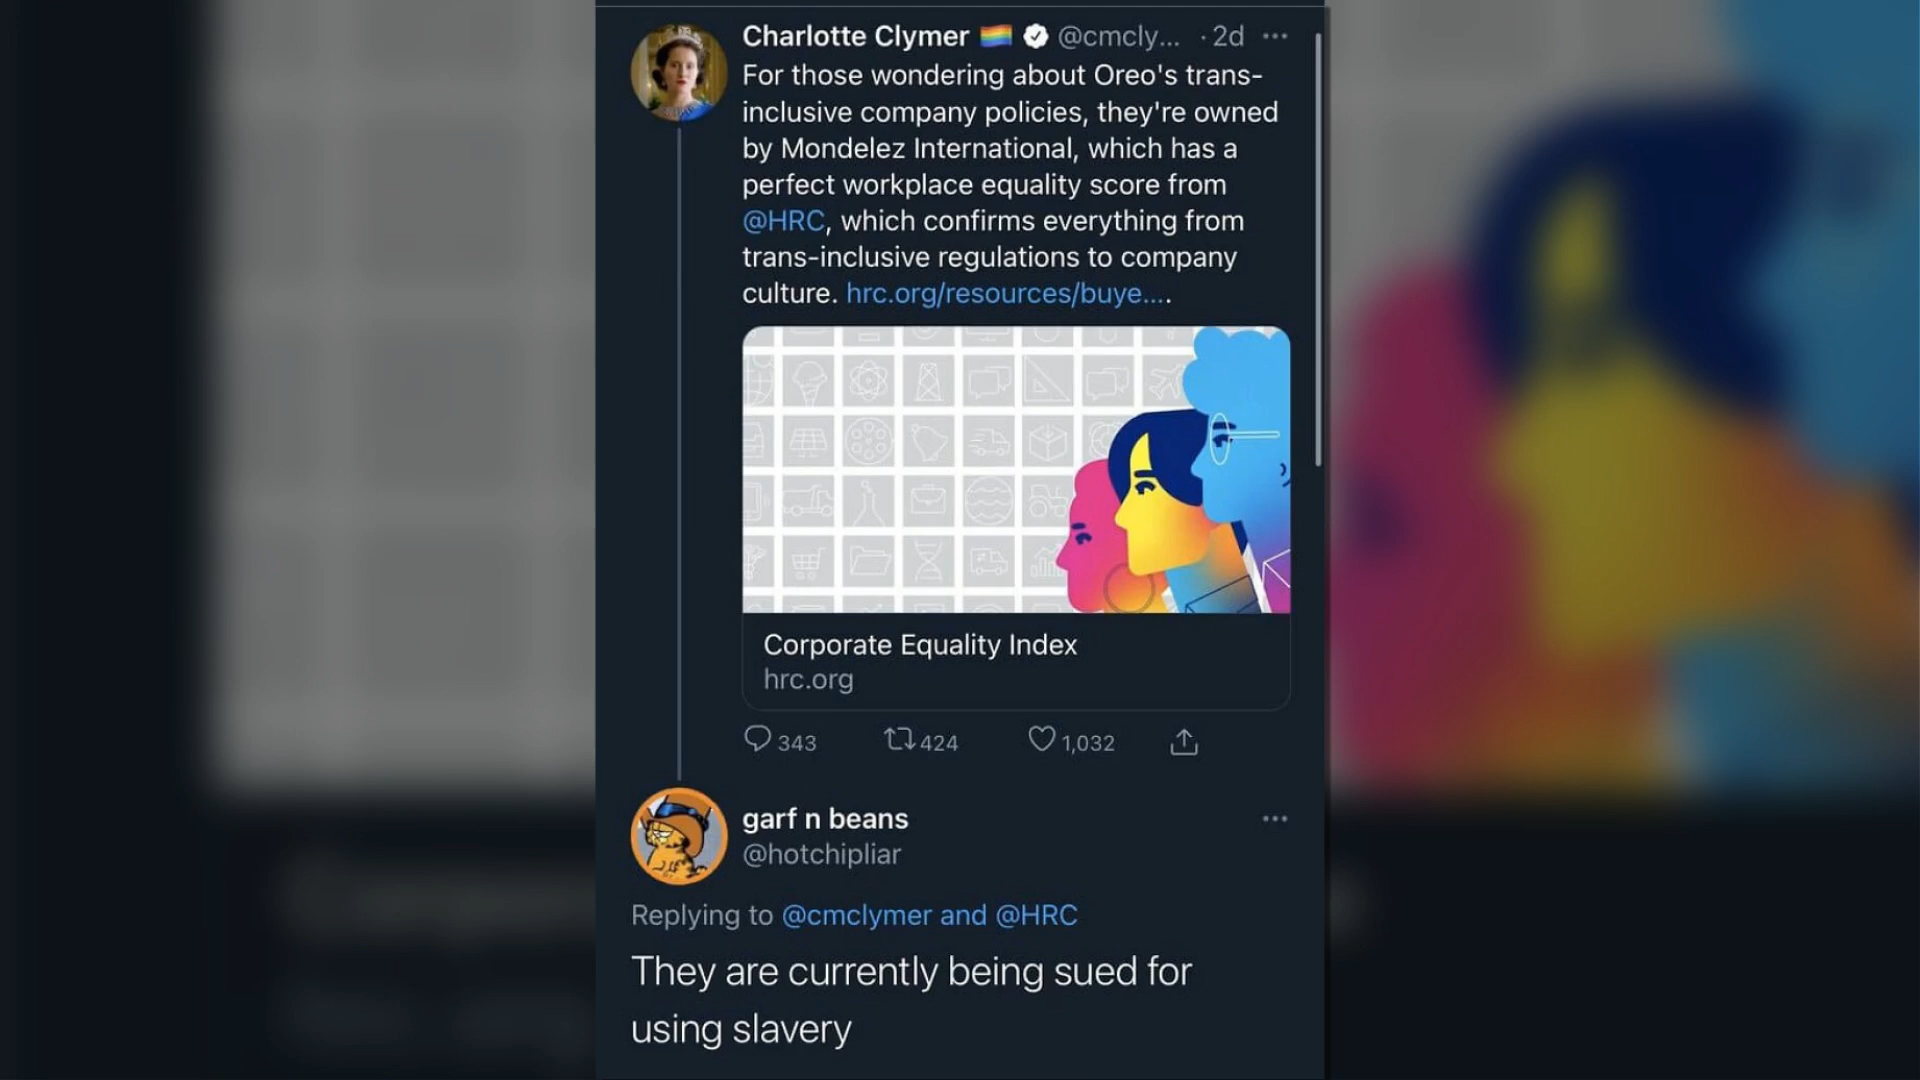 Charlotte Clymer 🏳️‍🌈 @cmcly... · 2d
For those wondering about Oreo's trans-
inclusive company policies, they're owned
by Mondelez International, which has a
perfect workplace equality score from
@HRC, which confirms everything from
trans-inclusive regulations to company
culture. hrc.org/resources/buye....
Corporate Equality Index
hrc.org
343 424 1,032
garf n beans
@hotchipliar
Replying to @cmclymer and @HRC
They are currently being sued for
using slavery